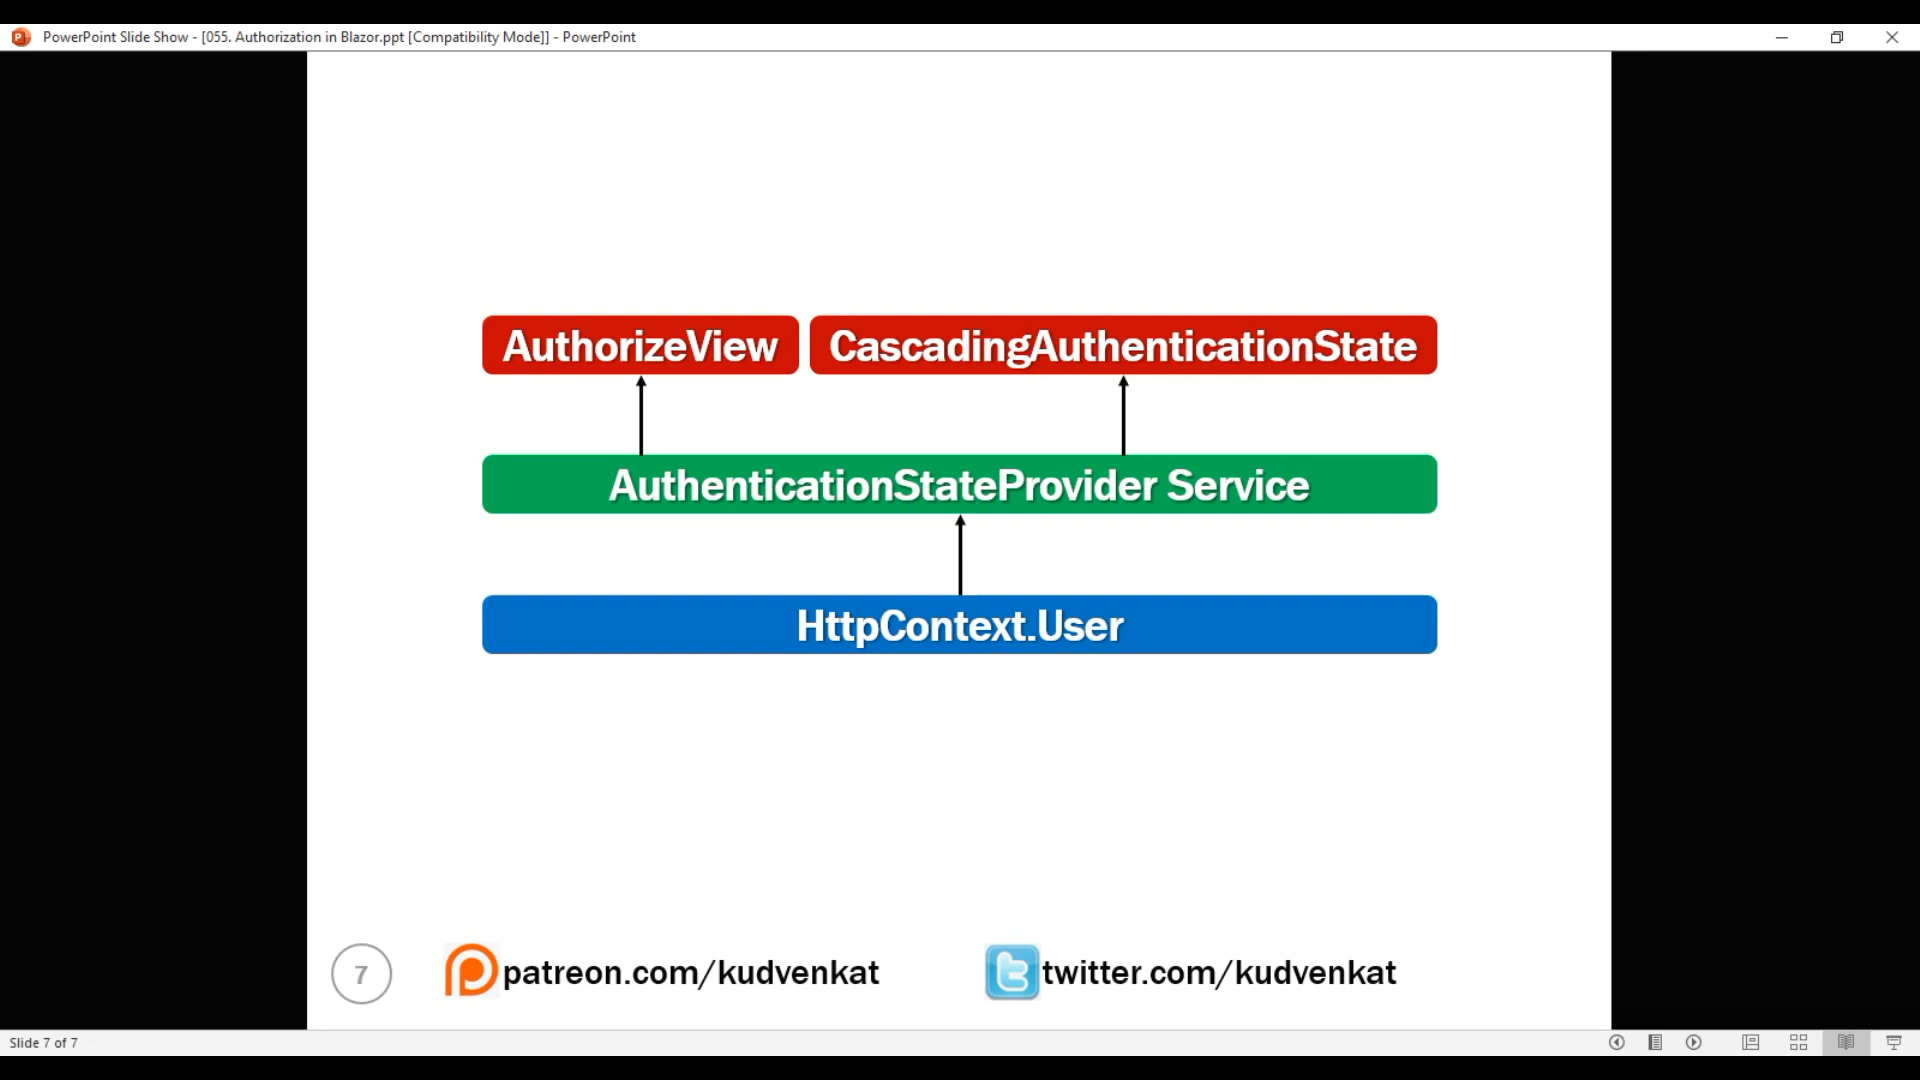 PowerPoint Slide Show - [055. Authorization in Blazor.ppt [Compatibility Mode]] - PowerPoint
AuthorizeView CascadingAuthenticationState
AuthenticationStateProvider Service
HttpContext.User
7 patreon.com/kudvenkat twitter.com/kudvenkat
Slide 7 of 7